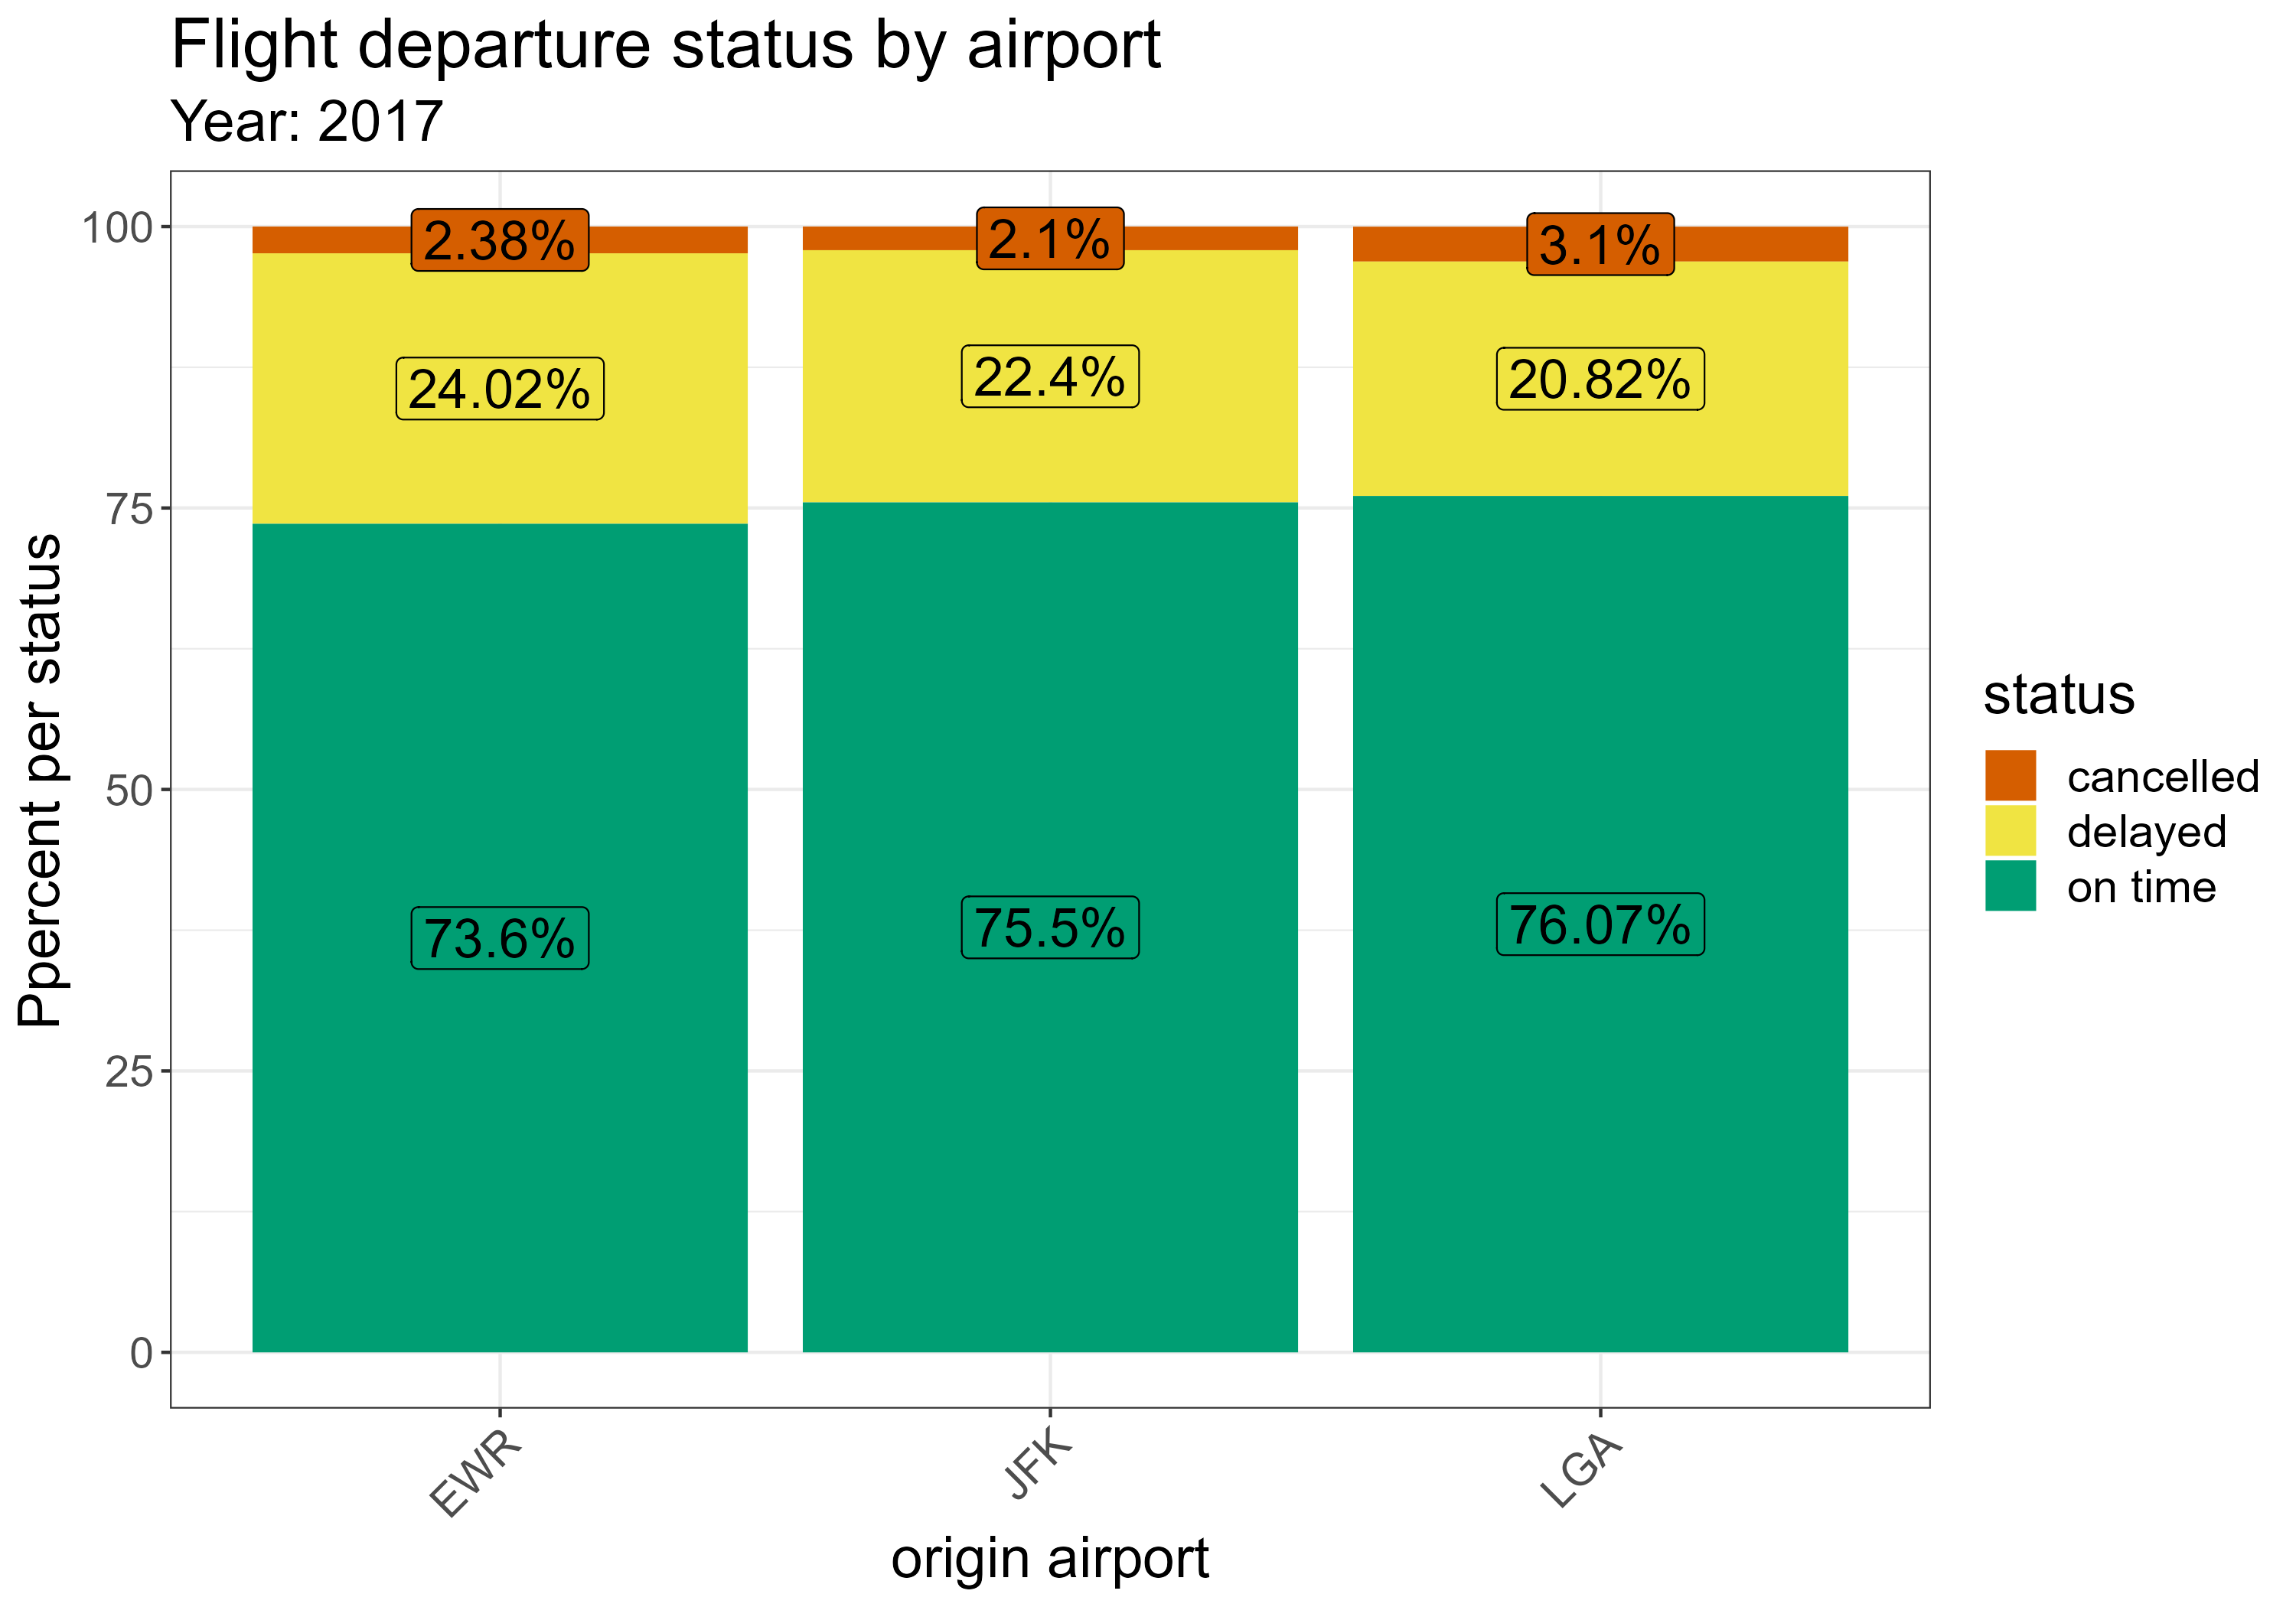 Flight departure status by airport
Year: 2017
Ppercent per status
100
75
50
25
0
2.38%
2.1%
3.1%
24.02%
22.4%
20.82%
73.6%
75.5%
76.07%
EWR
JFK
LGA
origin airport
status
cancelled
delayed
on time